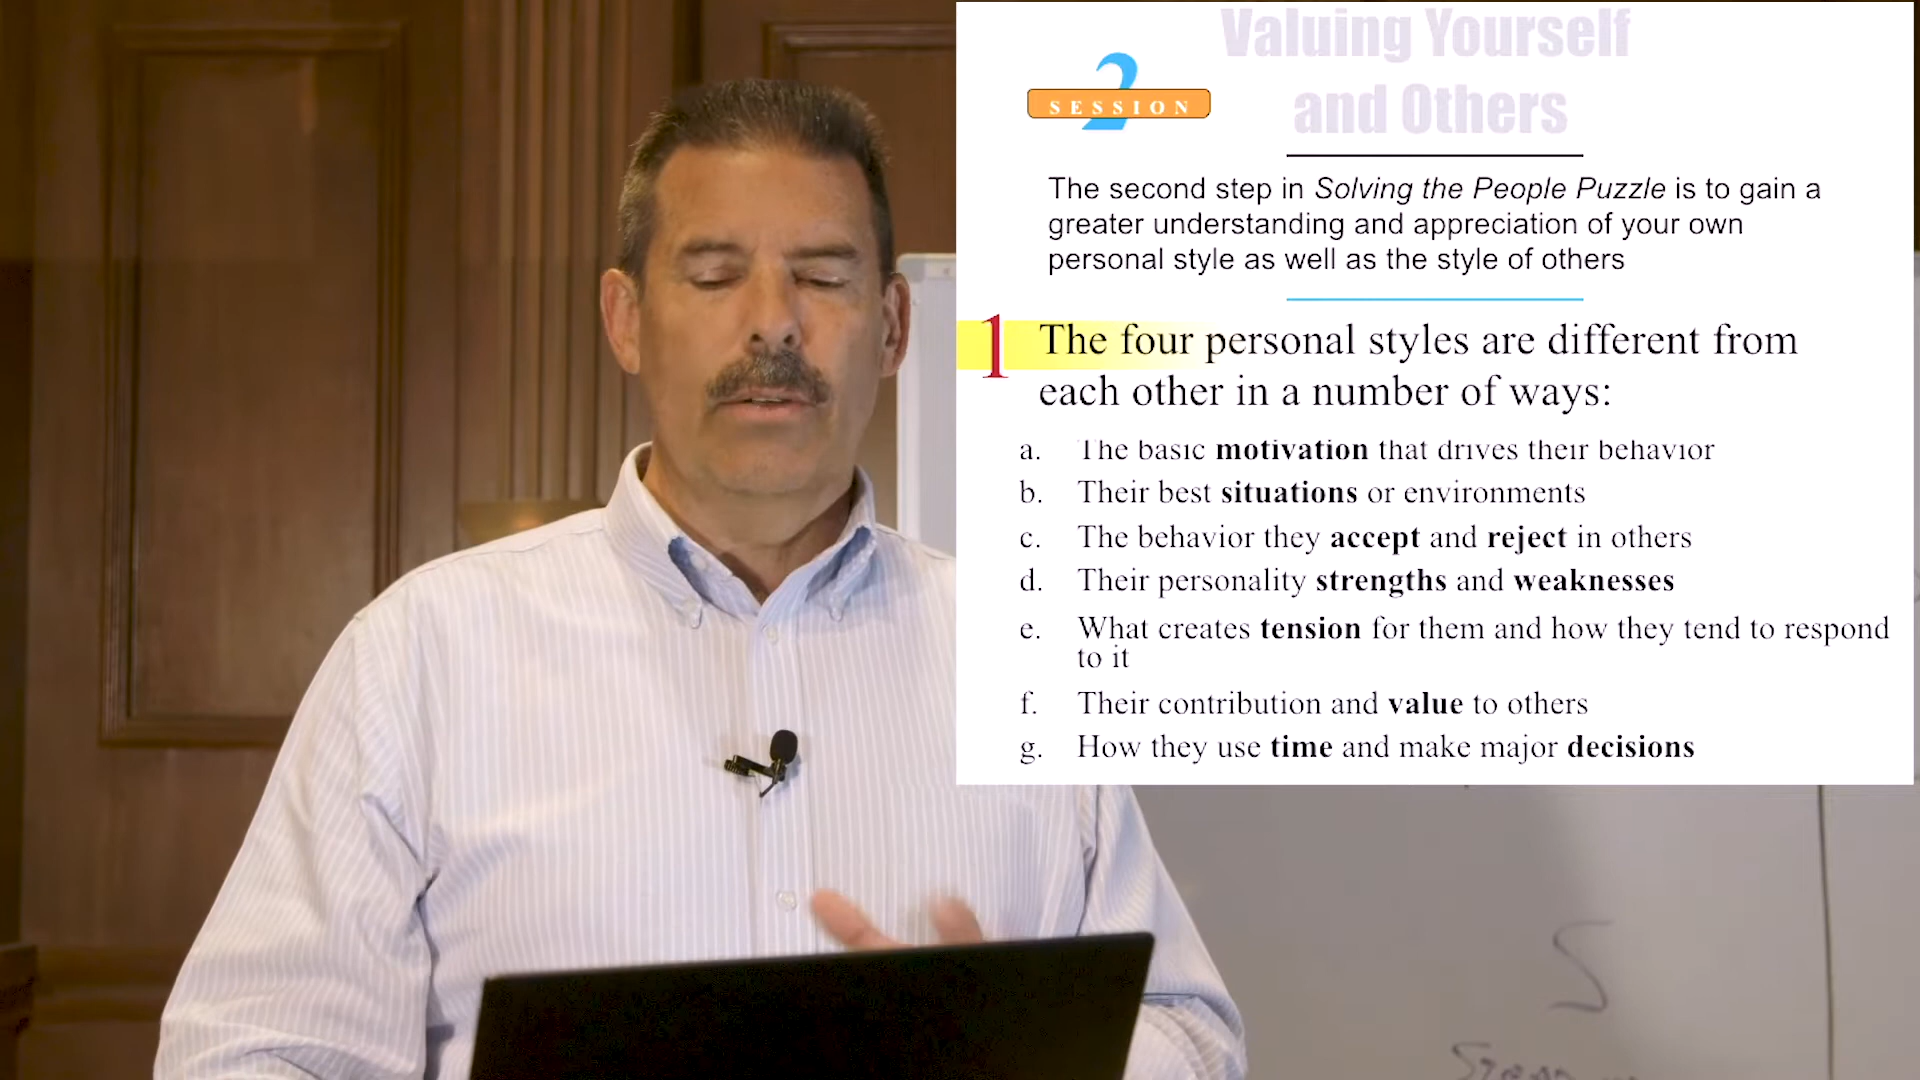 Valuing Yourself
and Others
2
SESSION
The second step in Solving the People Puzzle is to gain a
greater understanding and appreciation of your own
personal style as well as the style of others
1 The four personal styles are different from
each other in a number of ways:
a. The basic motivation that drives their behavior
b. Their best situations or environments
c. The behavior they accept and reject in others
d. Their personality strengths and weaknesses
e. What creates tension for them and how they tend to respond
to it
f. Their contribution and value to others
g. How they use time and make major decisions
S